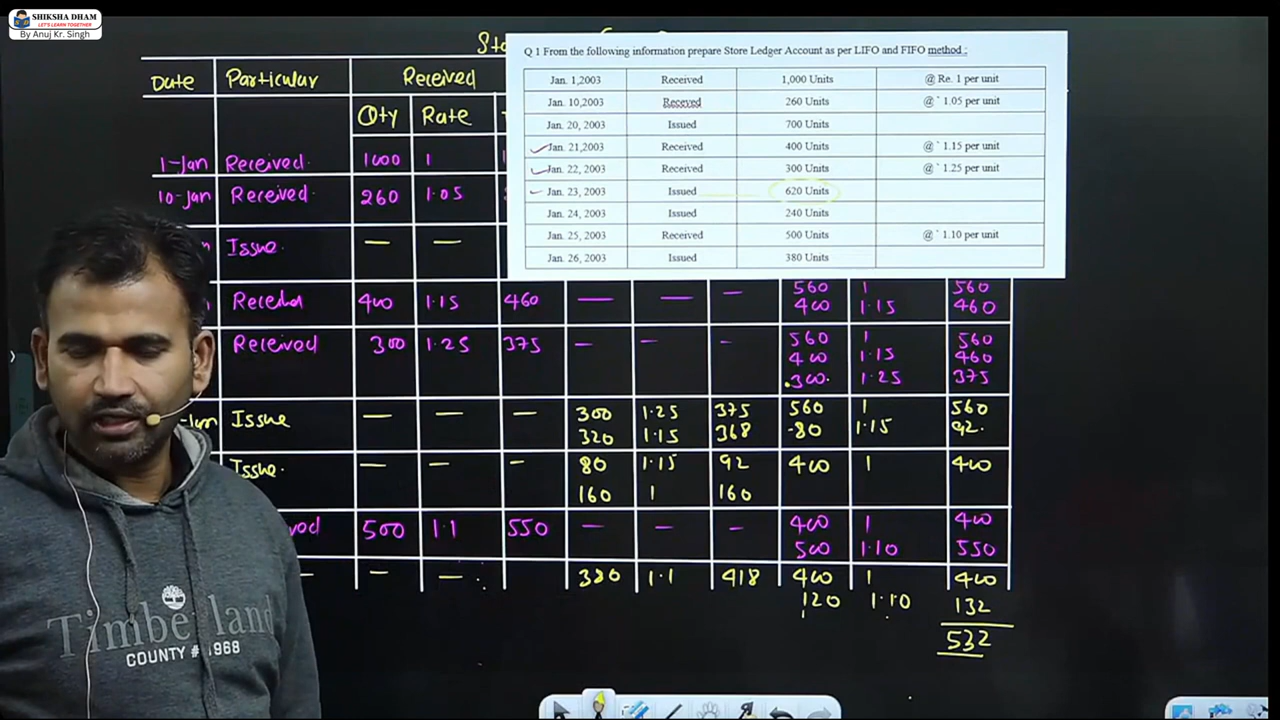 SHIKSHA DHAM
LET'S LEARN TOGETHER
By Anuj Kr. Singh
Q 1 From the following information prepare Store Ledger Account as per LIFO and FIFO method :
Jan. 1,2003 Received 1,000 Units @ Re. 1 per unit
Jan. 10,2003 Receved 260 Units @ ` 1.05 per unit
Jan. 20, 2003 Issued 700 Units
Jan. 21,2003 Received 400 Units @ ` 1.15 per unit
Jan. 22, 2003 Received 300 Units @ ` 1.25 per unit
Jan. 23, 2003 Issued 620 Units
Jan. 24, 2003 Issued 240 Units
Jan. 25, 2003 Received 500 Units @ ` 1.10 per unit
Jan. 26, 2003 Issued 380 Units
Date Particular Received
Qty Rate
1-Jan Received. 1000 1
10-Jan Received. 260 1.05
Issue. — —
560 1 560
Received 400 1.15 460 — — — 400 1.15 460
560 1 560
Received 300 1.25 375 — — — 400 1.15 460
300. 1.25 375
Issue — — — 300 1.25 375 560 1 560
320 1.15 368 -80 1.15 92.
Issue. — — — 80 1.15 92 400 1 400
160 1 160
500 1.1 550 — — — 400 1 400
500 1.10 550
— — — 380 1.1 418 400 1 400
120 1.10 132
532
Timberland
COUNTY # 1968